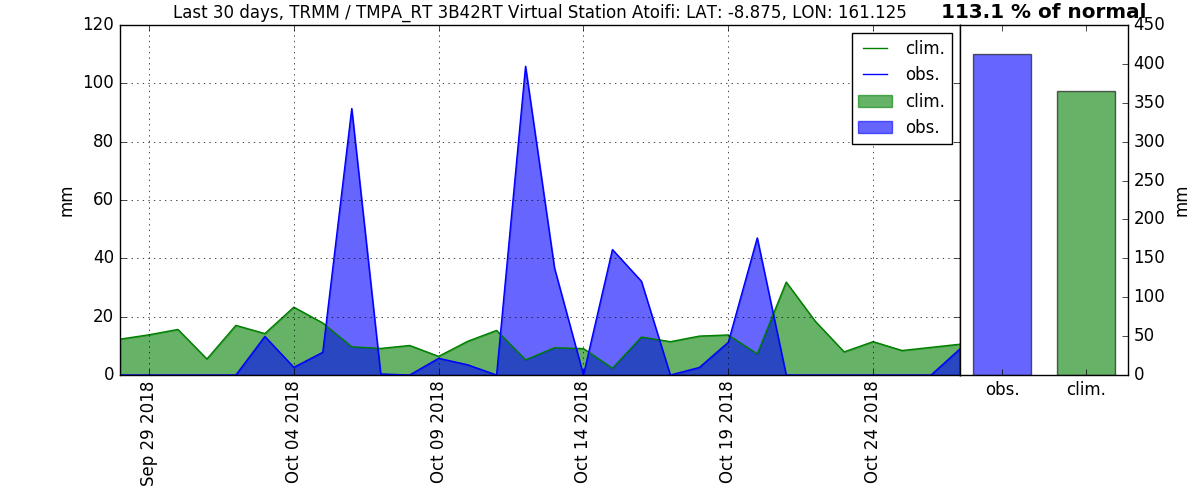 Last 30 days, TRMM / TMPA_RT 3B42RT Virtual Station Atoifi: LAT: -8.875, LON: 161.125
113.1 % of normal
120
100
80
60
40
20
0
mm
clim.
obs.
clim.
obs.
Sep 29 2018
Oct 04 2018
Oct 09 2018
Oct 14 2018
Oct 19 2018
Oct 24 2018
450
400
350
300
250
200
150
100
50
0
mm
obs.
clim.